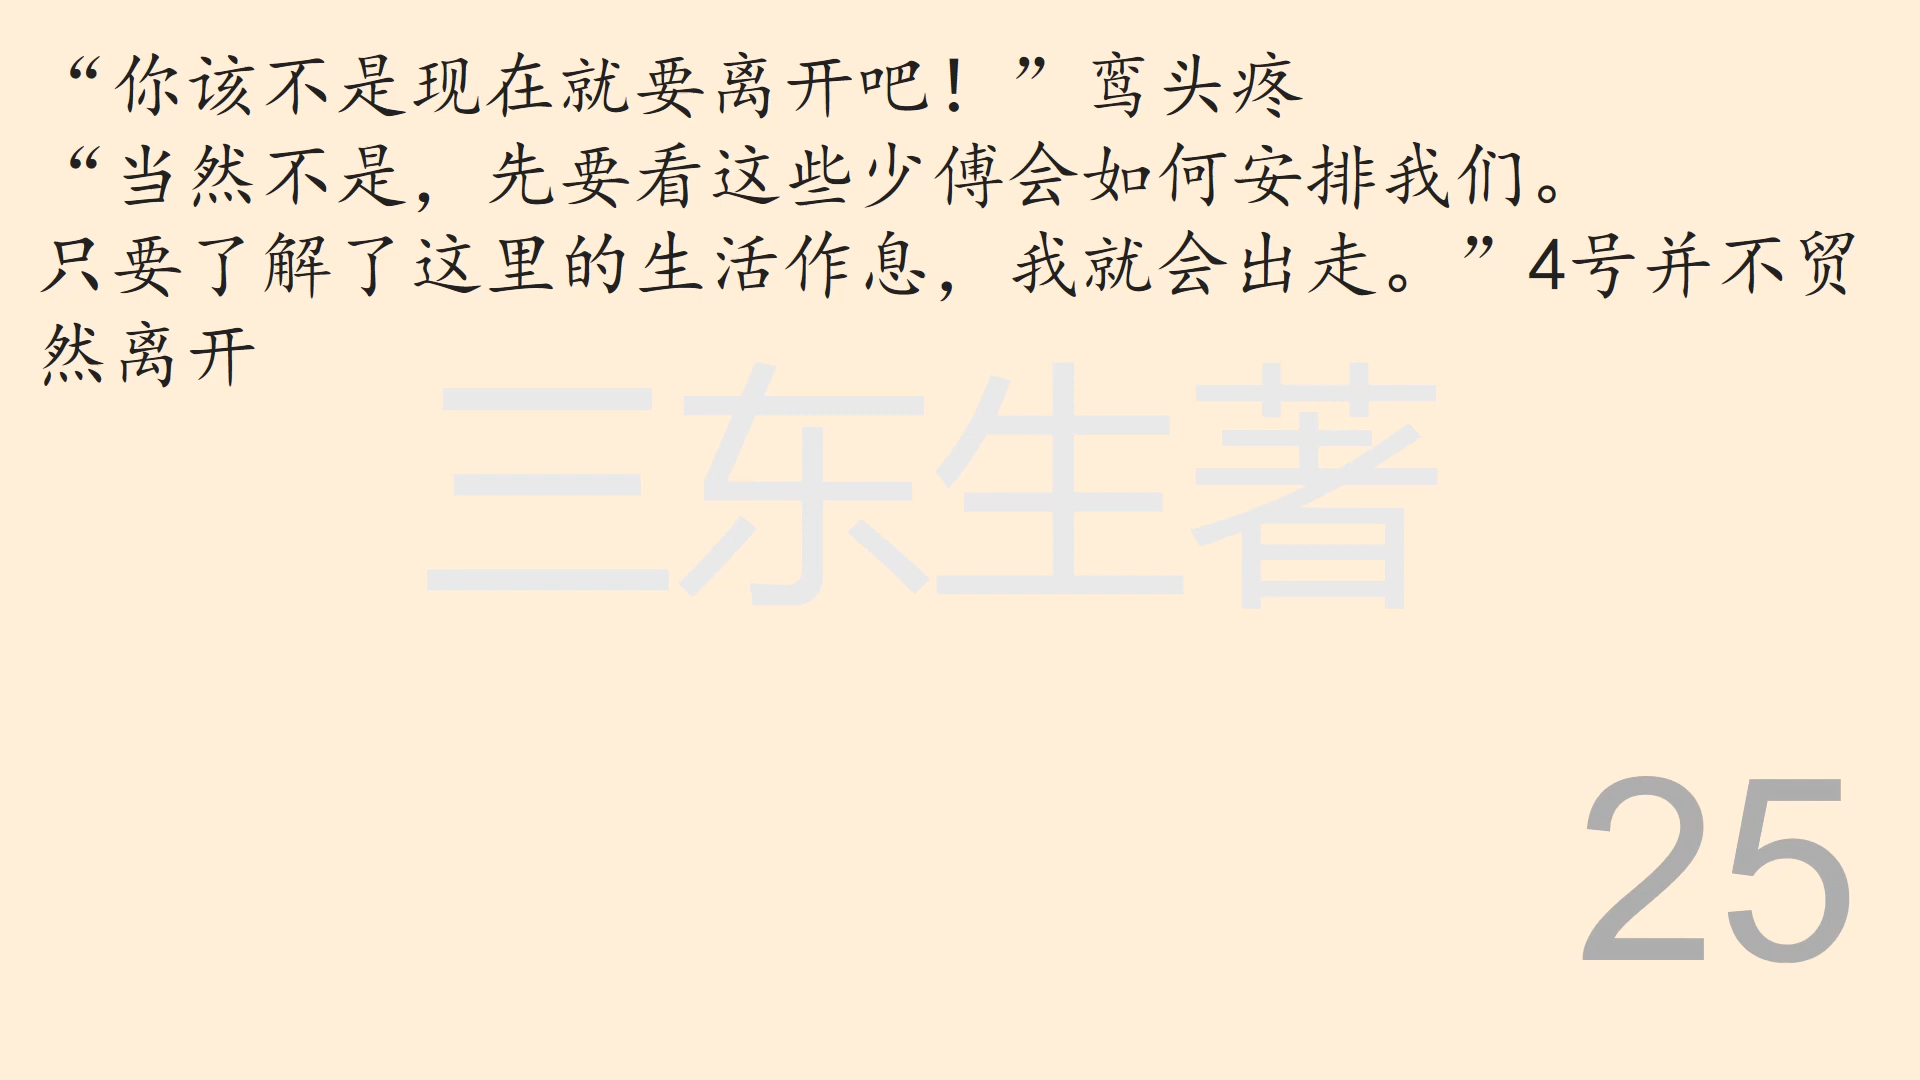 “你该不是现在就要离开吧！”鸾头疼
“当然不是，先要看这些少傅会如何安排我们。
只要了解了这里的生活作息，我就会出走。”4号并不贸
然离开
三东生著
25